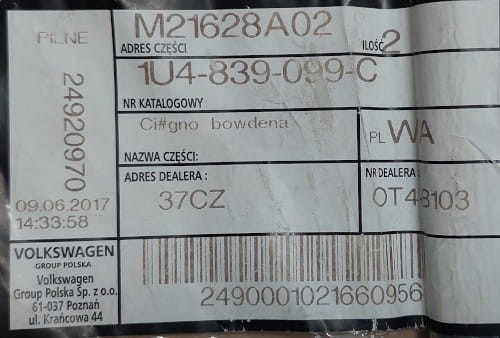 PILNE
24920970
09.06.2017
14:33:58
VOLKSWAGEN
GROUP POLSKA
Volkswagen
Group Polska Sp. z o.o.
61-037 Poznań
ul. Krańcowa 44
M21628A02
ADRES CZĘŚCI
ILOŚĆ 2
1U4-839-099-C
NR KATALOGOWY
Ci#gno bowdena
NAZWA CZĘŚCI:
PL WA
ADRES DEALERA :
NR DEALERA :
37CZ
0T48103
2490001021660956